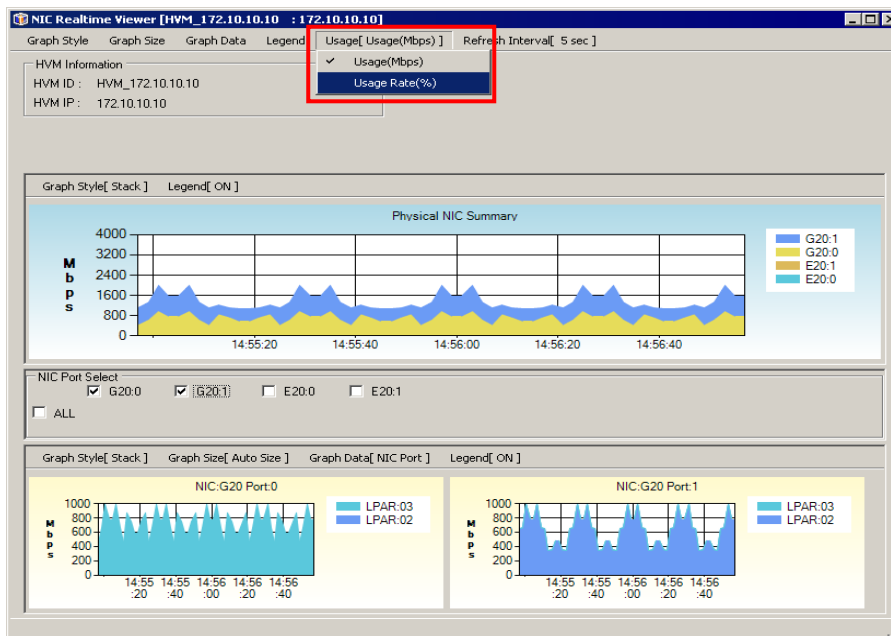 NIC Realtime Viewer [HVM_172.10.10.10 : 172.10.10.10]
Graph Style Graph Size Graph Data Legend Usage[ Usage(Mbps) ] Refresh Interval[ 5 sec ]
Usage(Mbps)
Usage Rate(%)
HVM Information
HVM ID : HVM_172.10.10.10
HVM IP : 172.10.10.10
Graph Style[ Stack ] Legend[ ON ]
Physical NIC Summary
Mbps
4000
3200
2400
1600
800
0
14:55:20 14:55:40 14:56:00 14:56:20 14:56:40
G20:1
G20:0
E20:1
E20:0
NIC Port Select
G20:0 G20:1 E20:0 E20:1
ALL
Graph Style[ Stack ] Graph Size[ Auto Size ] Graph Data[ NIC Port ] Legend[ ON ]
NIC:G20 Port:0
Mbps
1000
800
600
400
200
0
14:55 14:55 14:56 14:56 14:56
:20 :40 :00 :20 :40
LPAR:03
LPAR:02
NIC:G20 Port:1
Mbps
1000
800
600
400
200
0
14:55 14:55 14:56 14:56 14:56
:20 :40 :00 :20 :40
LPAR:03
LPAR:02